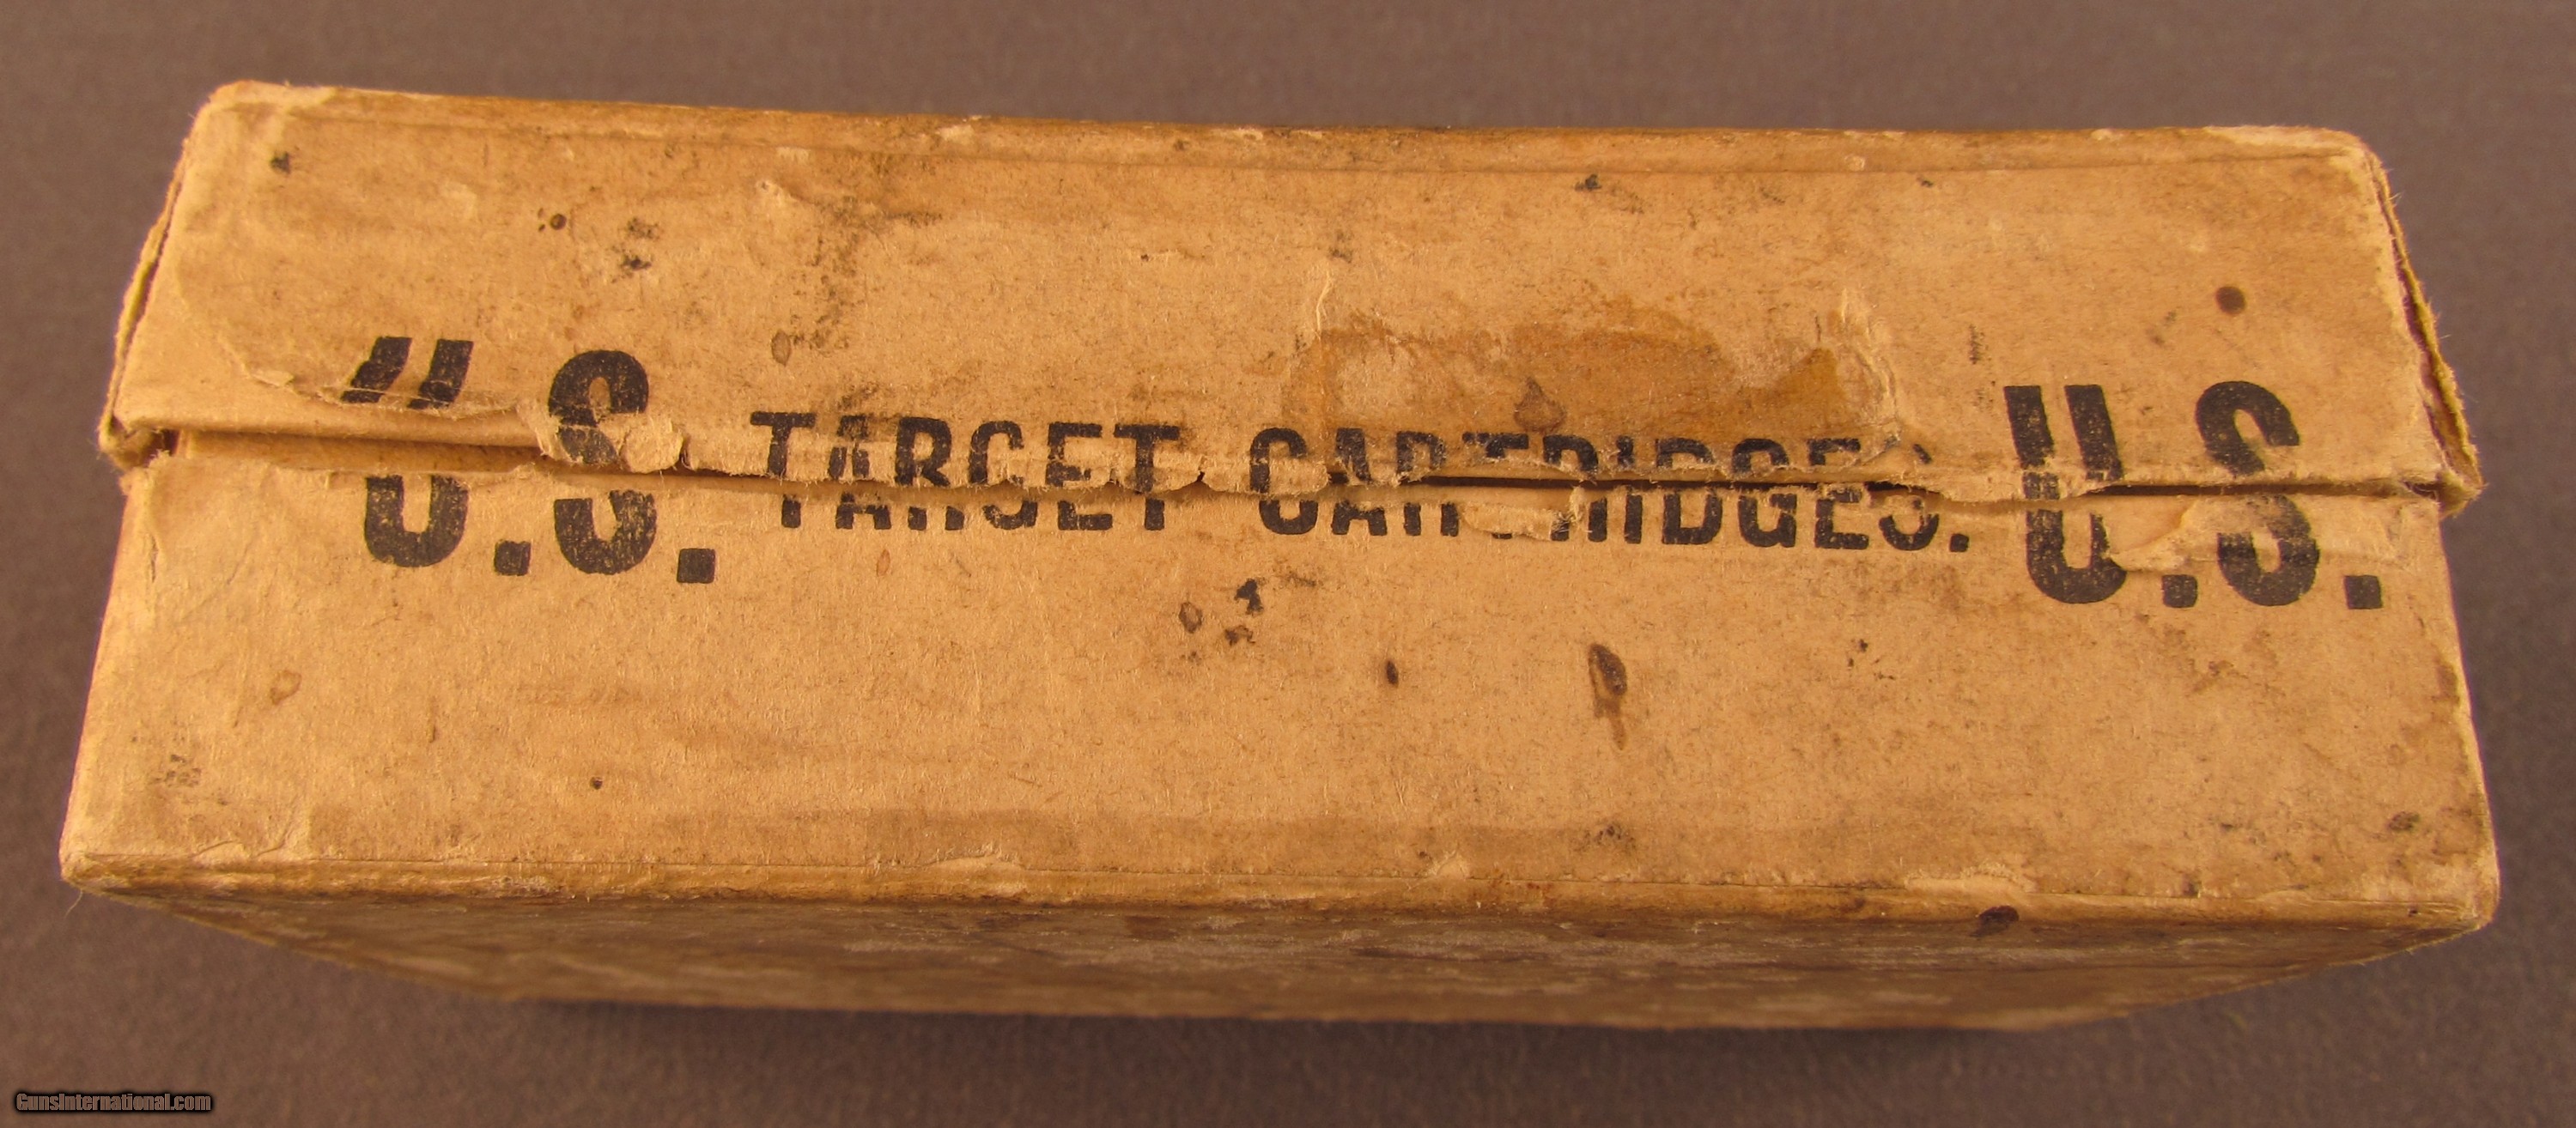 U.S. TARGET CARTRIDGES. U.S.
GunsInternational.com